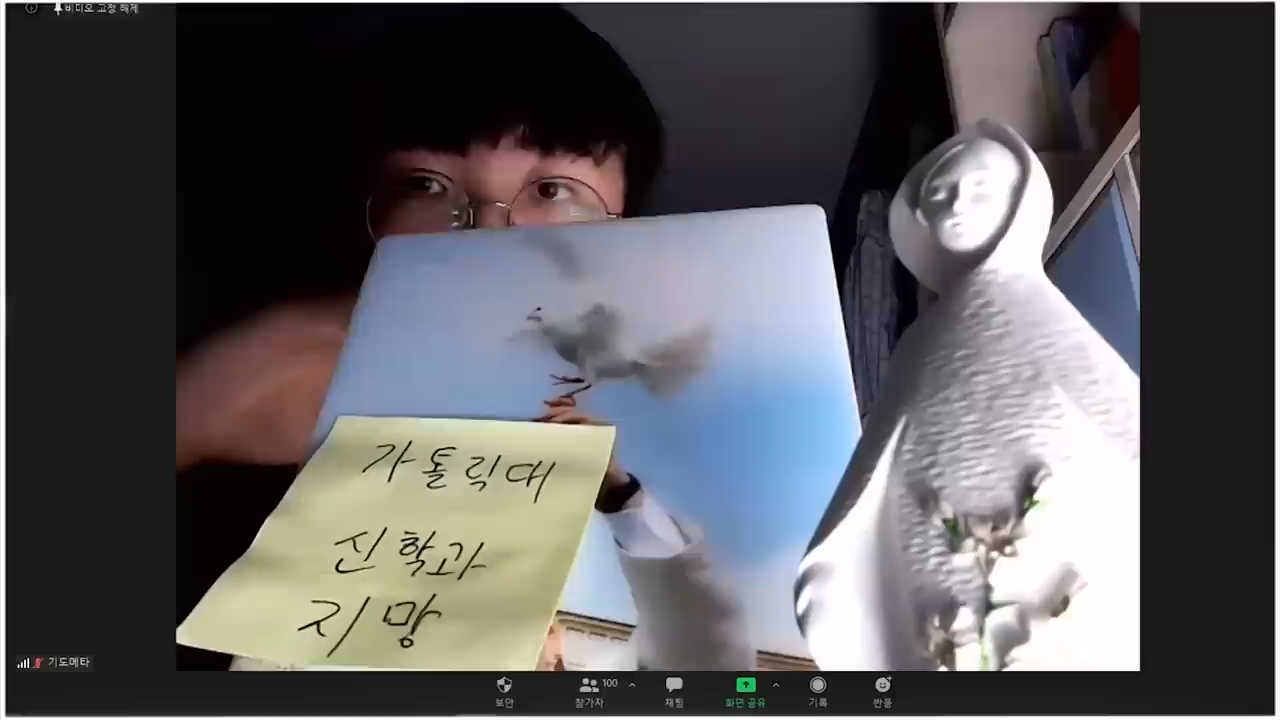 비디오 고정 해제
가톨릭대
신학과
지망
기도메타
보안
참가자
100
채팅
화면 공유
기록
반응